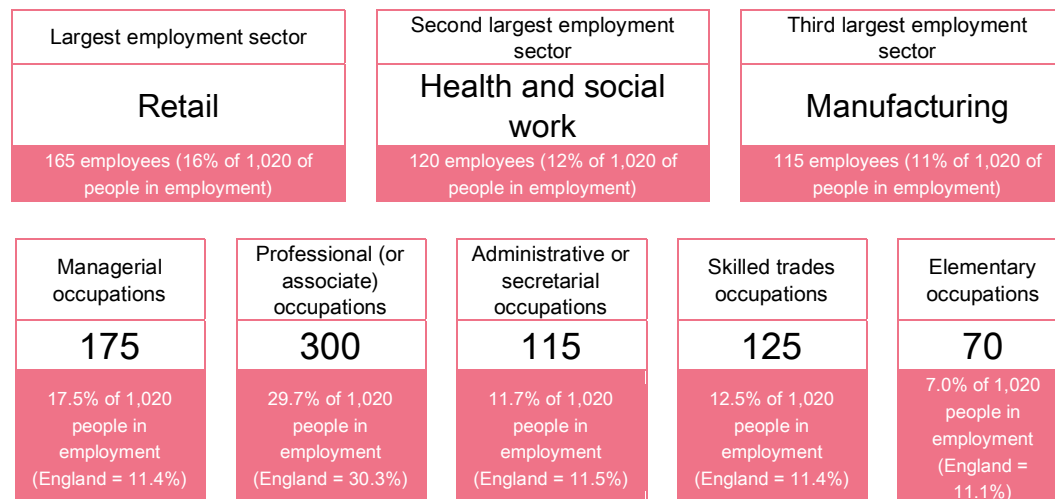 Largest employment sector
Retail
165 employees (16% of 1,020 of
people in employment)
Second largest employment
sector
Health and social
work
120 employees (12% of 1,020 of
people in employment)
Third largest employment
sector
Manufacturing
115 employees (11% of 1,020 of
people in employment)
Managerial
occupations
175
17.5% of 1,020
people in
employment
(England = 11.4%)
Professional (or
associate)
occupations
300
29.7% of 1,020
people in
employment
(England = 30.3%)
Administrative or
secretarial
occupations
115
11.7% of 1,020
people in
employment
(England = 11.5%)
Skilled trades
occupations
125
12.5% of 1,020
people in
employment
(England = 11.4%)
Elementary
occupations
70
7.0% of 1,020
people in
employment
(England =
11.1%)